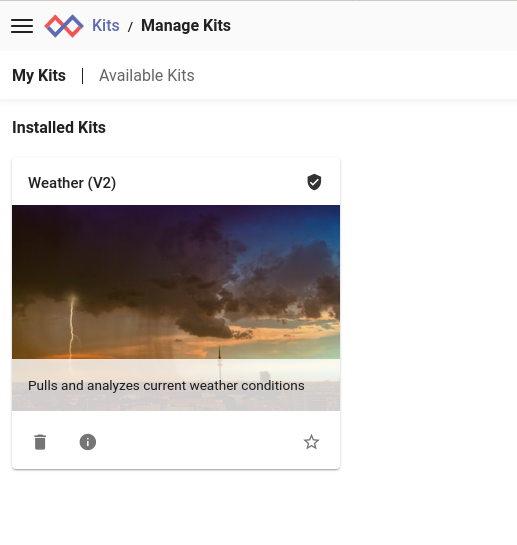 Kits / Manage Kits
My Kits | Available Kits
Installed Kits
Weather (V2)
Pulls and analyzes current weather conditions